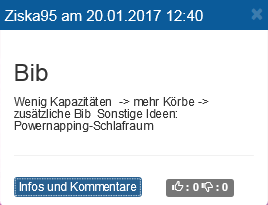 Ziska95 am 20.01.2017 12:40
Bib
Wenig Kapazitäten -> mehr Körbe ->
zusätzliche Bib Sonstige Ideen:
Powernapping-Schlafraum
Infos und Kommentare
: 0 : 0